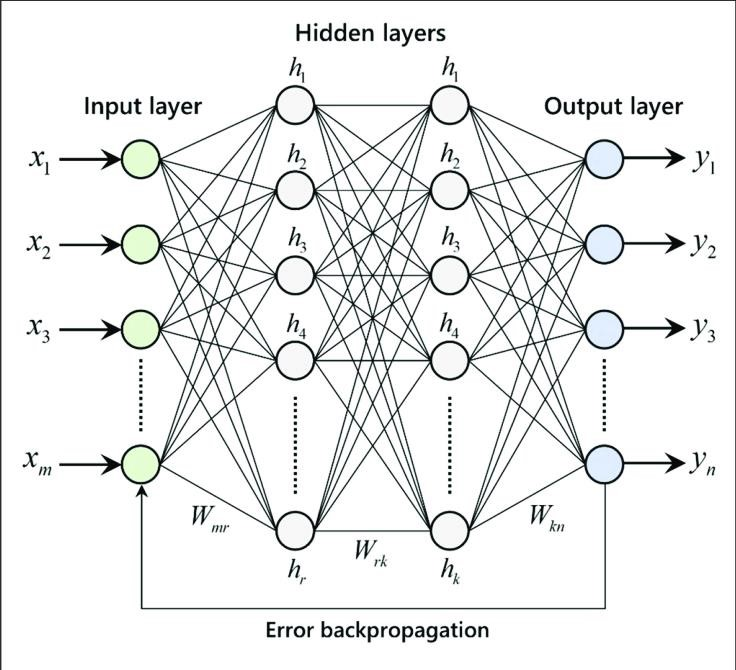 Hidden layers
h₁ h₁
Input layer Output layer
x₁ h₂ h₂ y₁
x₂ h₃ h₃ y₂
x₃ h₄ h₄ y₃
xₘ yₙ
Wₘᵣ Wᵣₖ Wₖₙ
hᵣ hₖ
Error backpropagation